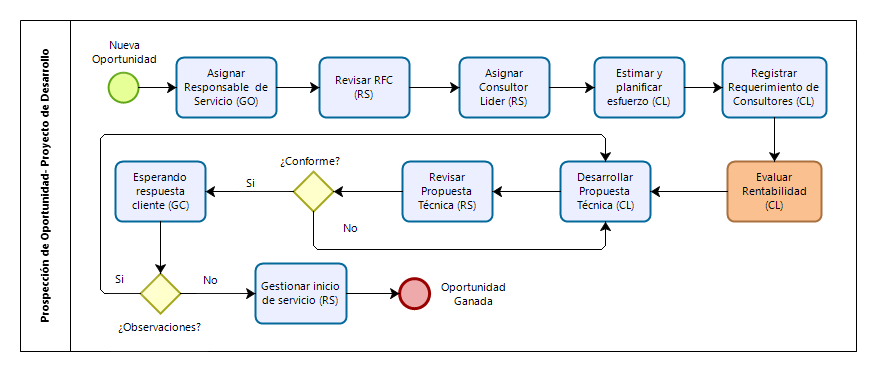 Prospección de Oportunidad- Proyecto de Desarrollo
Nueva
Oportunidad
Asignar
Responsable de
Servicio (GO)
Revisar RFC
(RS)
Asignar
Consultor
Lider (RS)
Estimar y
planificar
esfuerzo (CL)
Registrar
Requerimiento de
Consultores (CL)
Evaluar
Rentabilidad
(CL)
Desarrollar
Propuesta
Técnica (CL)
Revisar
Propuesta
Técnica (RS)
¿Conforme?
Si
No
Esperando
respuesta
cliente (GC)
¿Observaciones?
Si
No
Gestionar inicio
de servicio (RS)
Oportunidad
Ganada